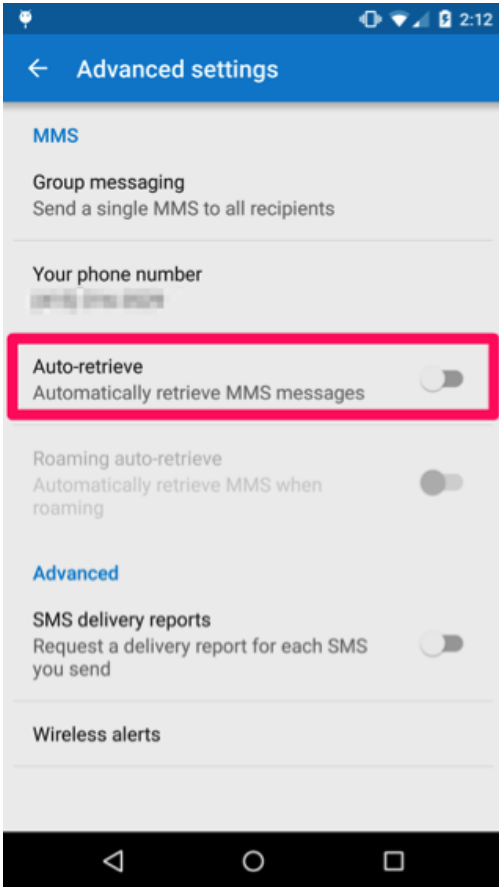 2:12
Advanced settings
MMS
Group messaging
Send a single MMS to all recipients
Your phone number
Auto-retrieve
Automatically retrieve MMS messages
Roaming auto-retrieve
Automatically retrieve MMS when
roaming
Advanced
SMS delivery reports
Request a delivery report for each SMS
you send
Wireless alerts